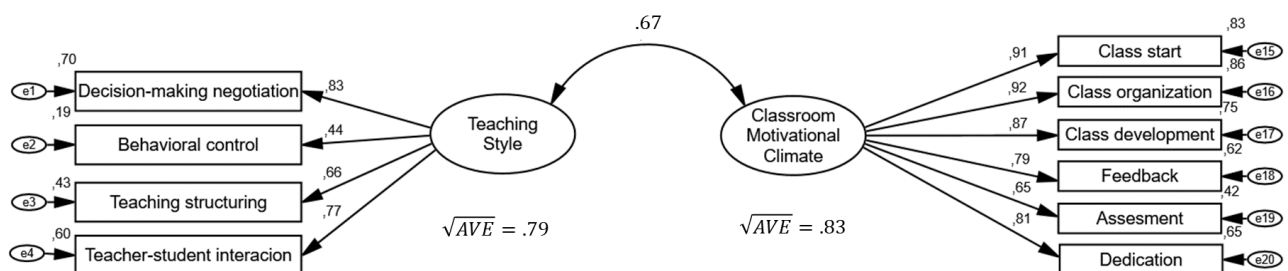 .67
,70
e1
Decision-making negotiation
,83
,19
e2
Behavioral control
,44
,43
e3
Teaching structuring
,66
,60
e4
Teacher-student interacion
,77
Teaching
Style
√AVE = .79
Classroom
Motivational
Climate
√AVE = .83
,91
Class start
,83
e15
,92
Class organization
,86
e16
,87
Class development
,75
e17
,79
Feedback
,62
e18
,65
Assesment
,42
e19
,81
Dedication
,65
e20